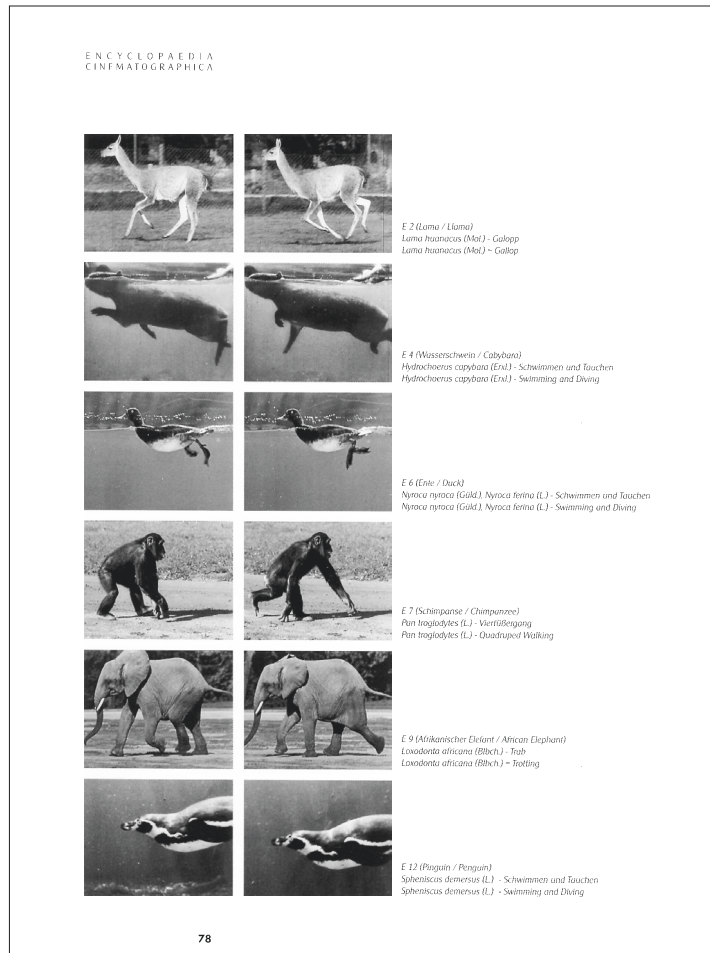 ENCYCLOPAEDIA
CINEMATOGRAPHICA
E 2 (Lama / Llama)
Lama huanacus (Mol.) - Galopp
Lama huanacus (Mol.) - Gallop
E 4 (Wasserschwein / Cabybara)
Hydrochoerus capybara (Erxl.) - Schwimmen und Tauchen
Hydrochoerus capybara (Erxl.) - Swimming and Diving
E 6 (Ente / Duck)
Nyroca nyroca (Güld.), Nyroca ferina (L.) - Schwimmen und Tauchen
Nyroca nyroca (Güld.), Nyroca ferina (L.) - Swimming and Diving
E 7 (Schimpanse / Chimpanzee)
Pan troglodytes (L.) - Vierfüßergang
Pan troglodytes (L.) - Quadruped Walking
E 9 (Afrikanischer Elefant / African Elephant)
Loxodonta africana (Blbch.) - Trab
Loxodonta africana (Blbch.) - Trotting
E 12 (Pinguin / Penguin)
Spheniscus demersus (L.) - Schwimmen und Tauchen
Spheniscus demersus (L.) - Swimming and Diving
78